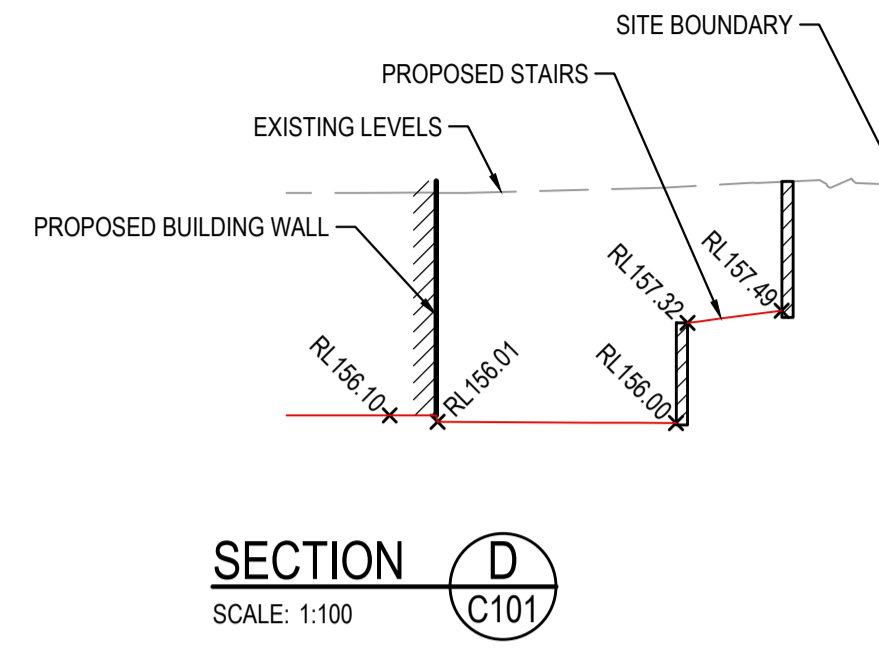 SITE BOUNDARY
PROPOSED STAIRS
EXISTING LEVELS
PROPOSED BUILDING WALL
RL157.32
RL157.49
RL156.10
RL156.01
RL156.00
SECTION
D
SCALE: 1:100
C101